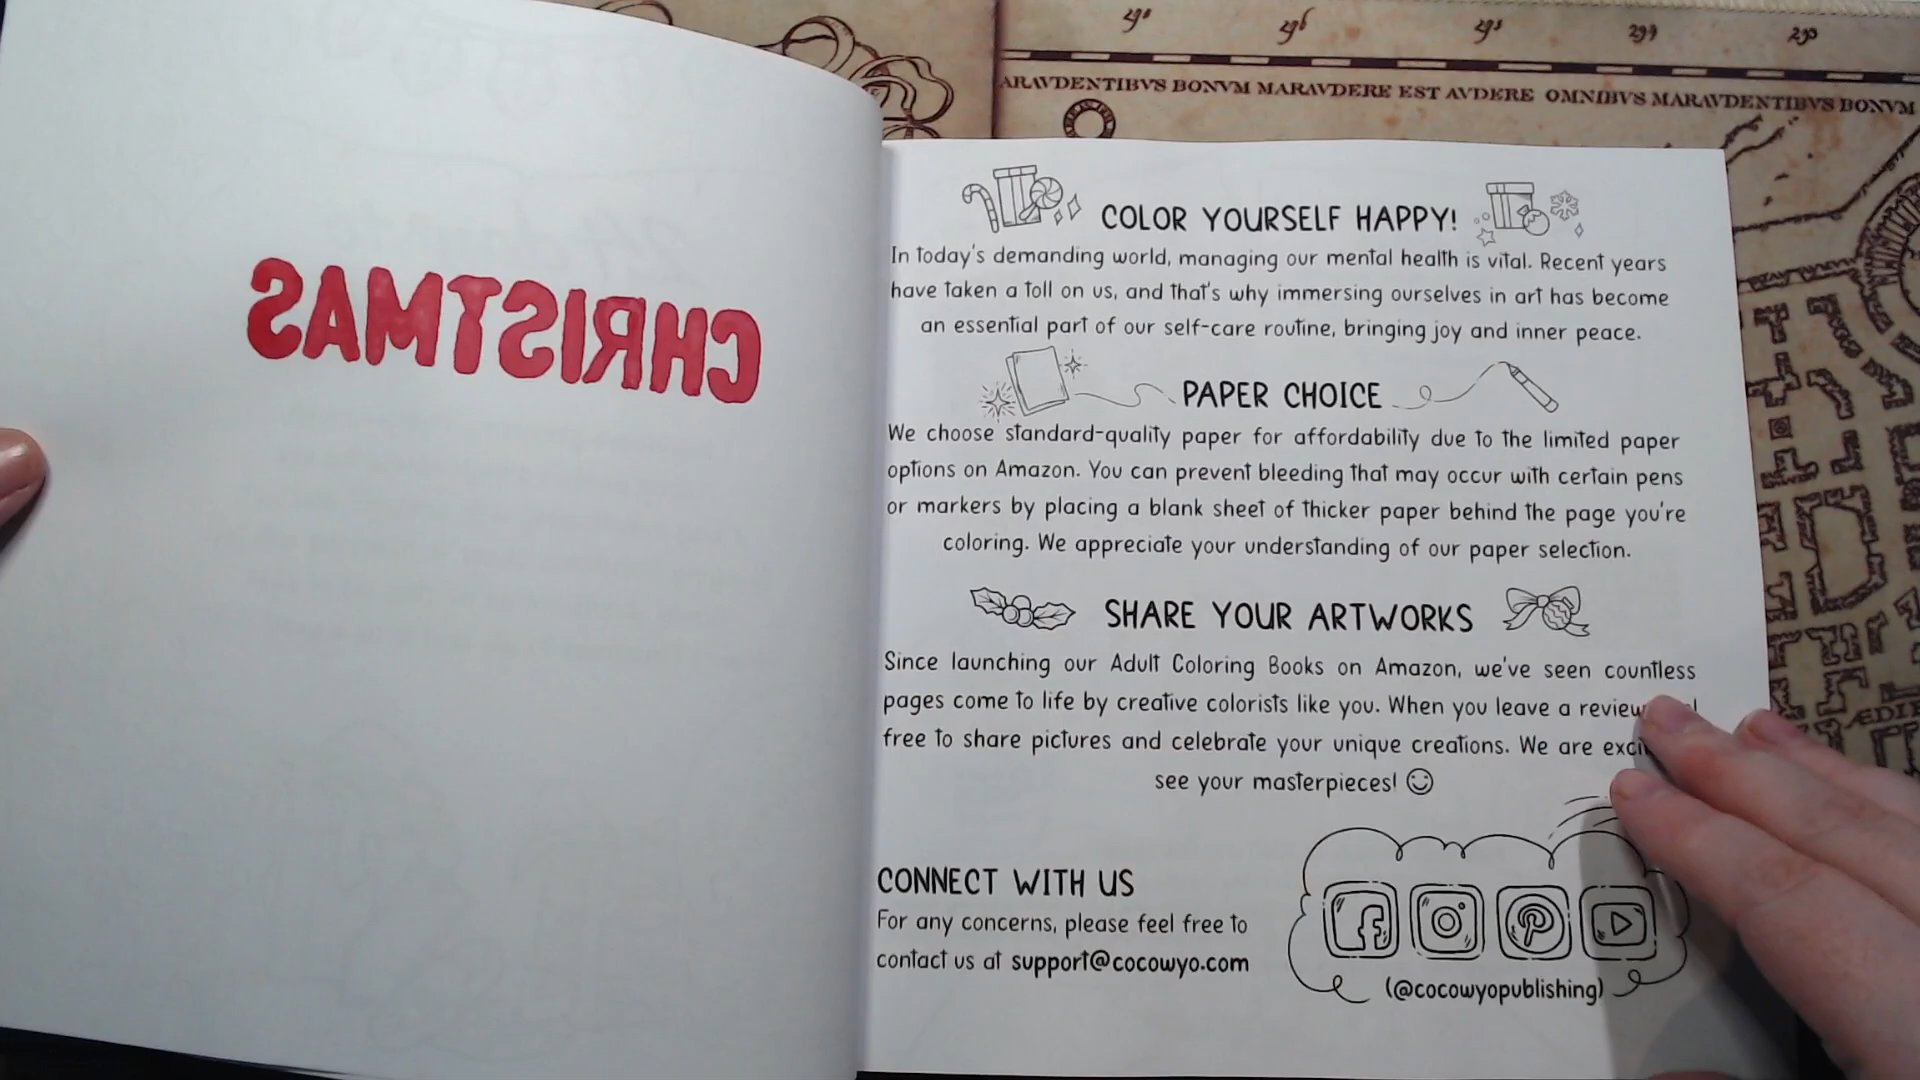 CHRISTMAS
ARAVDENTIBVS BONVM MARAVDERE EST AVDERE OMNIBVS MARAVDENTIBVS BONVM
COLOR YOURSELF HAPPY!
In today's demanding world, managing our mental health is vital. Recent years
have taken a toll on us, and that's why immersing ourselves in art has become
an essential part of our self-care routine, bringing joy and inner peace.
PAPER CHOICE
We choose standard-quality paper for affordability due to the limited paper
options on Amazon. You can prevent bleeding that may occur with certain pens
or markers by placing a blank sheet of thicker paper behind the page you're
coloring. We appreciate your understanding of our paper selection.
SHARE YOUR ARTWORKS
Since launching our Adult Coloring Books on Amazon, we've seen countless
pages come to life by creative colorists like you. When you leave a review
free to share pictures and celebrate your unique creations. We are
see your masterpieces!
CONNECT WITH US
For any concerns, please feel free to
contact us at support@cocowyo.com
(@cocowyopublishing)